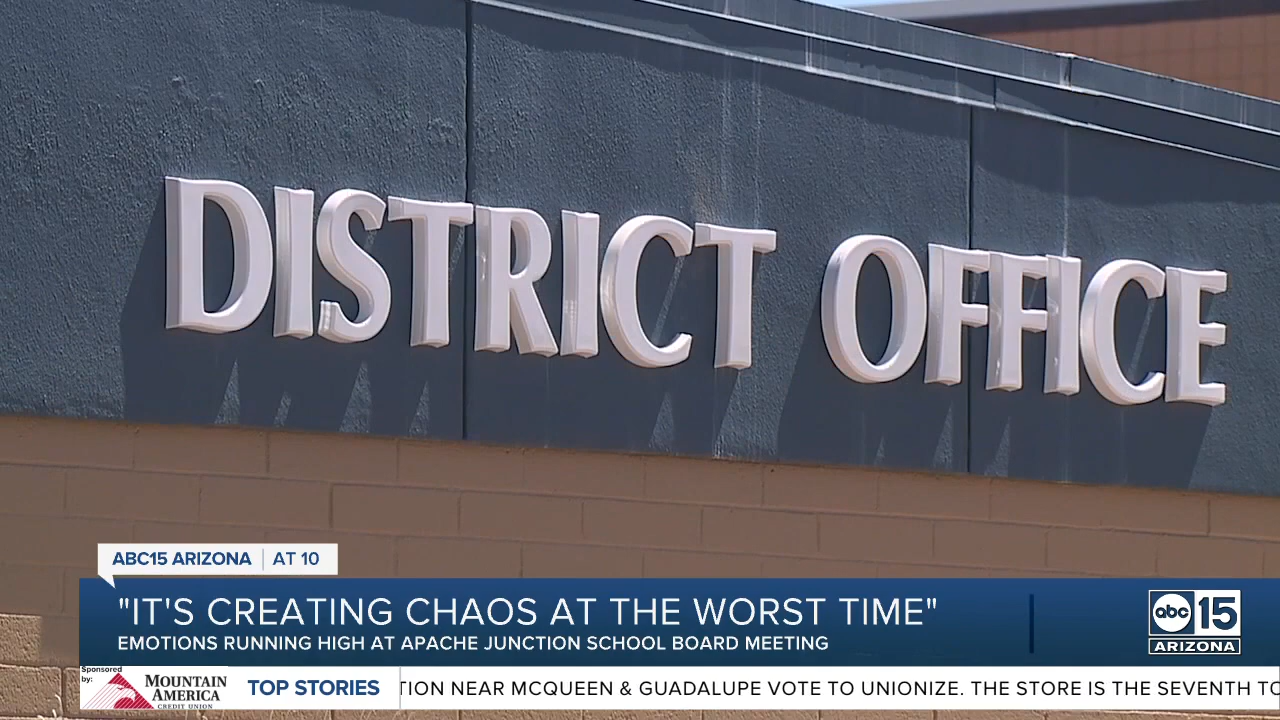 DISTRICT OFFICE
ABC15 ARIZONA | AT 10
"IT'S CREATING CHAOS AT THE WORST TIME"
EMOTIONS RUNNING HIGH AT APACHE JUNCTION SCHOOL BOARD MEETING
abc 15
ARIZONA
Sponsored by:
MOUNTAIN AMERICA
CREDIT UNION
TOP STORIES
TION NEAR MCQUEEN & GUADALUPE VOTE TO UNIONIZE. THE STORE IS THE SEVENTH TO